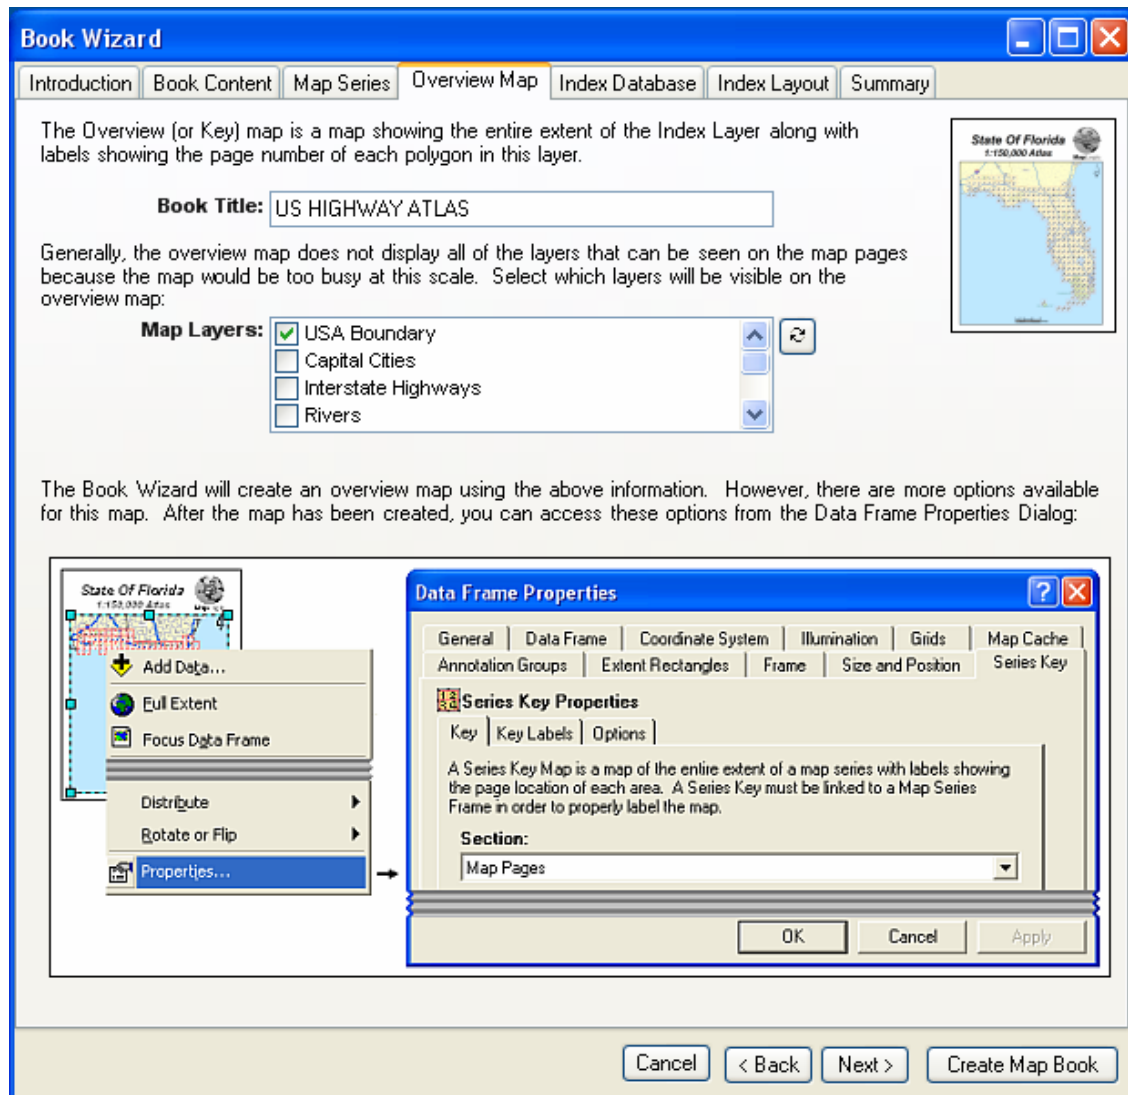 Book Wizard
Introduction
Book Content
Map Series
Overview Map
Index Database
Index Layout
Summary
The Overview (or Key) map is a map showing the entire extent of the Index Layer along with
labels showing the page number of each polygon in this layer.
State Of Florida
1:150,000 Atlas
Book Title: US HIGHWAY ATLAS
Generally, the overview map does not display all of the layers that can be seen on the map pages
because the map would be too busy at this scale. Select which layers will be visible on the
overview map:
Map Layers:
USA Boundary
Capital Cities
Interstate Highways
Rivers
The Book Wizard will create an overview map using the above information. However, there are more options available
for this map. After the map has been created, you can access these options from the Data Frame Properties Dialog:
State Of Florida
1:150,000 Atlas
Add Data...
Full Extent
Focus Data Frame
Distribute
Rotate or Flip
Properties...
Data Frame Properties
General
Data Frame
Coordinate System
Illumination
Grids
Map Cache
Annotation Groups
Extent Rectangles
Frame
Size and Position
Series Key
Series Key Properties
Key
Key Labels
Options
A Series Key Map is a map of the entire extent of a map series with labels showing
the page location of each area. A Series Key must be linked to a Map Series
Frame in order to properly label the map.
Section:
Map Pages
OK
Cancel
Apply
Cancel
< Back
Next >
Create Map Book